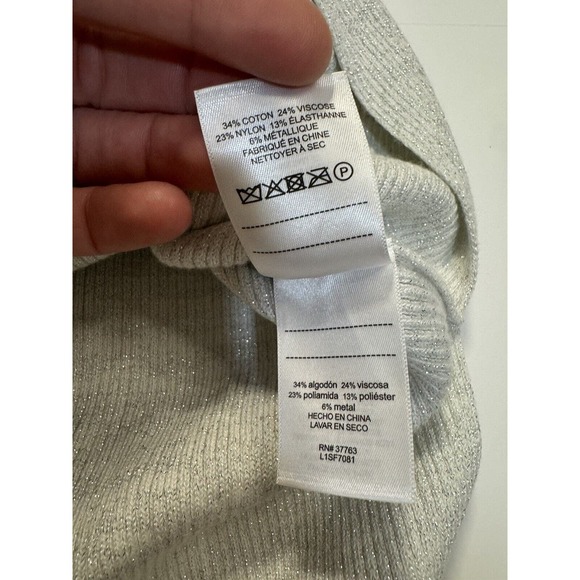 34% COTON 24% VISCOSE
23% NYLON 13% ÉLASTHANNE
6% MÉTALLIQUE
FABRIQUÉ EN CHINE
NETTOYER À SEC
P
34% algodón 24% viscosa
23% poliamida 13% poliéster
6% metal
HECHO EN CHINA
LAVAR EN SECO
RN# 37763
L1SF7081